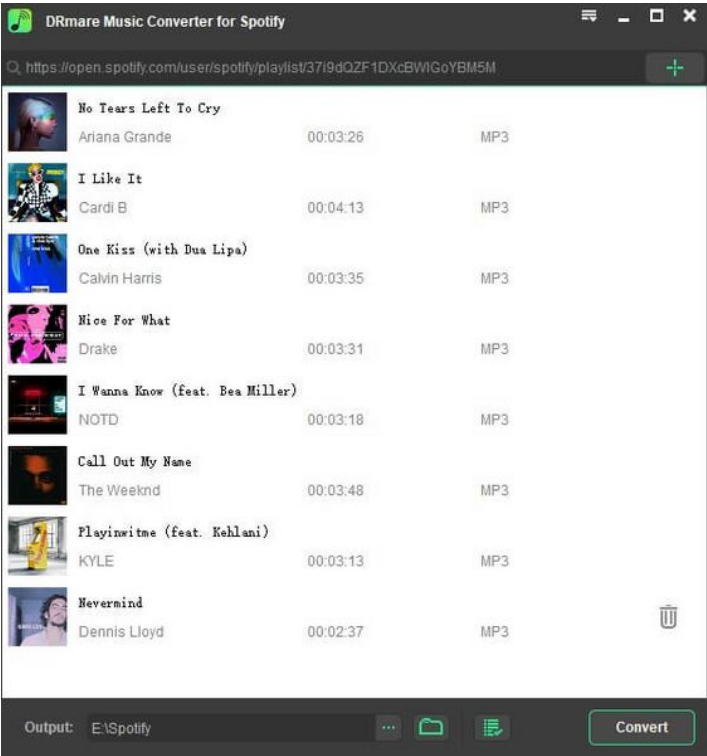 DRmare Music Converter for Spotify
https://open.spotify.com/user/spotify/playlist/37i9dQZF1DXcBWIGoYBM5M
No Tears Left To Cry
Ariana Grande 00:03:26 MP3
I Like It
Cardi B 00:04:13 MP3
One Kiss (with Dua Lipa)
Calvin Harris 00:03:35 MP3
Nice For What
Drake 00:03:31 MP3
I Wanna Know (feat. Bea Miller)
NOTD 00:03:18 MP3
Call Out My Name
The Weeknd 00:03:48 MP3
Playinwitme (feat. Kehlani)
KYLE 00:03:13 MP3
Nevermind
Dennis Lloyd 00:02:37 MP3
Output: E:\Spotify ... Convert